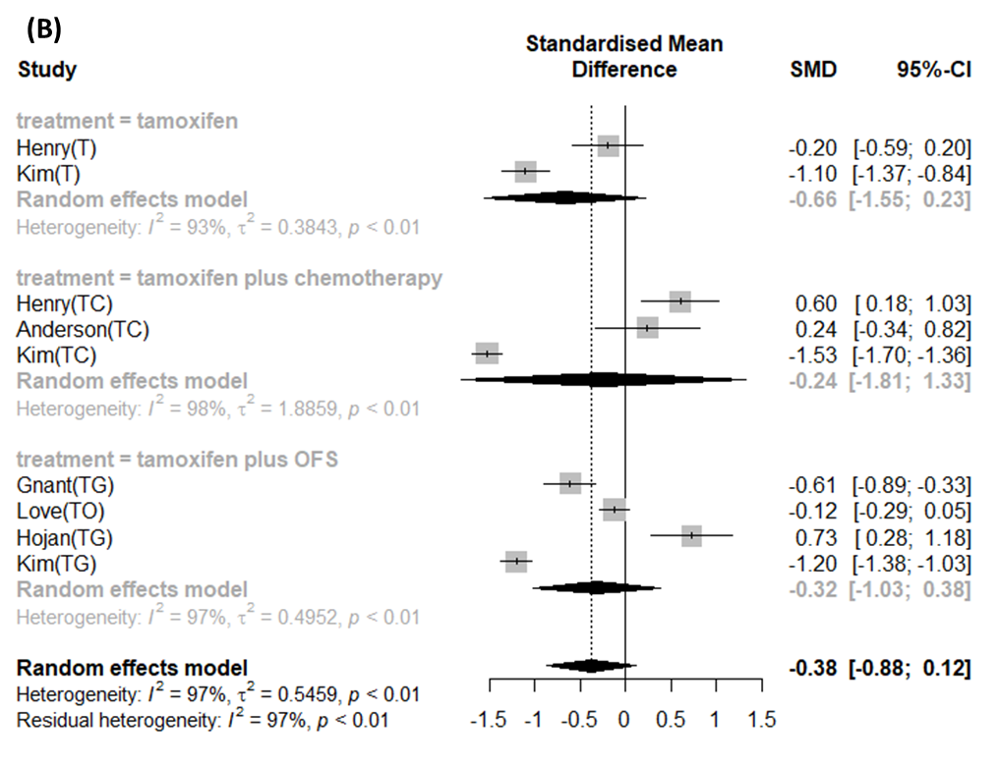 (B)
Standardised Mean
Study Difference SMD 95%-CI
treatment = tamoxifen
Henry(T) -0.20 [-0.59; 0.20]
Kim(T) -1.10 [-1.37; -0.84]
Random effects model -0.66 [-1.55; 0.23]
Heterogeneity: I² = 93%, τ² = 0.3843, p < 0.01
treatment = tamoxifen plus chemotherapy
Henry(TC) 0.60 [ 0.18; 1.03]
Anderson(TC) 0.24 [-0.34; 0.82]
Kim(TC) -1.53 [-1.70; -1.36]
Random effects model -0.24 [-1.81; 1.33]
Heterogeneity: I² = 98%, τ² = 1.8859, p < 0.01
treatment = tamoxifen plus OFS
Gnant(TG) -0.61 [-0.89; -0.33]
Love(TO) -0.12 [-0.29; 0.05]
Hojan(TG) 0.73 [ 0.28; 1.18]
Kim(TG) -1.20 [-1.38; -1.03]
Random effects model -0.32 [-1.03; 0.38]
Heterogeneity: I² = 97%, τ² = 0.4952, p < 0.01
Random effects model -0.38 [-0.88; 0.12]
Heterogeneity: I² = 97%, τ² = 0.5459, p < 0.01
Residual heterogeneity: I² = 97%, p < 0.01
-1.5 -1 -0.5 0 0.5 1 1.5